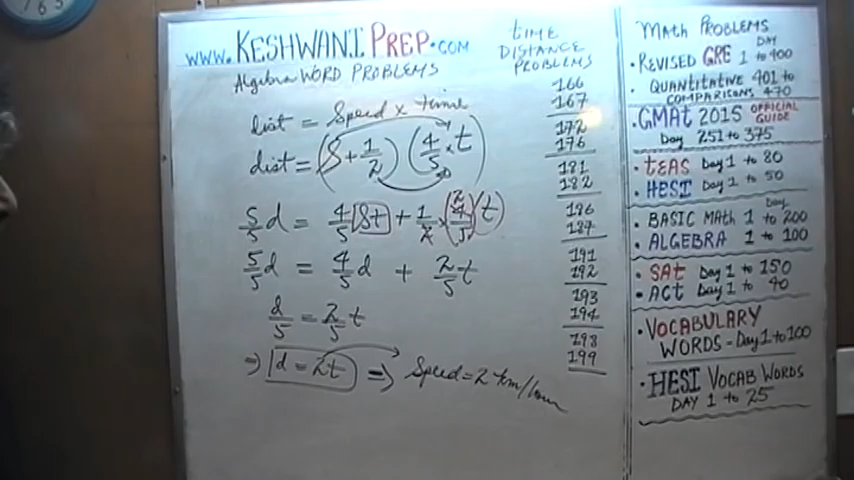 www.KESHWANIPREP.com
Algebra WORD PROBLEMS
dist = Speed x time
dist = (S + 1/2) (4/5 x t)
5/5 d = 4/5 [St] + 1/2 x (4/5) (t)
5/5 d = 4/5 d + 2/5 t
d/5 = 2/5 t
⇒ d = 2t ⇒ Speed = 2 km/hour
TIME
DISTANCE
PROBLEMS
166
167
172
176
181
182
186
187
191
192
193
194
198
199
MATH PROBLEMS
DAY
• REVISED GRE 1 to 400
• QUANTITATIVE 401 to
COMPARISONS 470
• GMAT 2015 OFFICIAL
GUIDE
Day 251 to 375
• TEAS Day 1 to 80
• HESI Day 1 to 50
Day
• BASIC MATH 1 to 200
• ALGEBRA 1 to 100
• SAT Day 1 to 150
• ACT Day 1 to 40
• VOCABULARY
WORDS - Day 1 to 100
• HESI VOCAB WORDS
DAY 1 TO 25